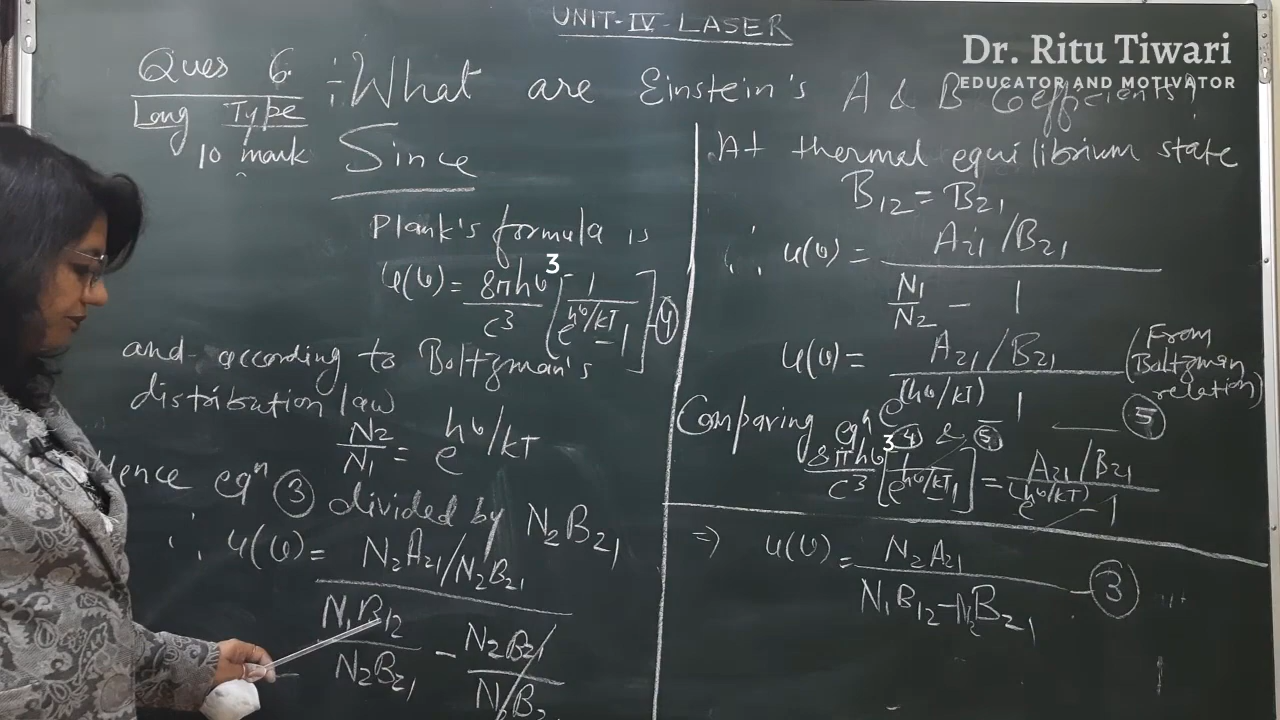 UNIT-IV-LASER
Dr. Ritu Tiwari
EDUCATOR AND MOTIVATOR
Ques 6. :- What are Einstein's A & B Coefficients?
Long Type
10 mark
Since
Plank's formula is
u(υ) = 8πhυ³/c³ [1/e^hυ/kT - 1] - ④
and according to Boltzman's
distribution law
N₂/N₁ = e^hυ/kT
Hence eqⁿ ③ divided by N₂B₂₁
∴ u(υ) = N₂A₂₁/N₂B₂₁
N₁B₁₂/N₂B₂₁ - N₂B₂₁/N₂B₂₁
At thermal equilibrium state
B₁₂ = B₂₁
∴ u(υ) = A₂₁/B₂₁
N₁/N₂ - 1
u(υ) = A₂₁/B₂₁ (From Boltzman relation)
e^(hυ/kT) - 1 ← ⑤
Comparing eqⁿ ④ & ⑤
8πhυ³/c³ [1/e^hυ/kT - 1] = A₂₁/B₂₁ / e^(hυ/kT) - 1
⇒ u(υ) = N₂A₂₁ / N₁B₁₂ - N₂B₂₁ - ③